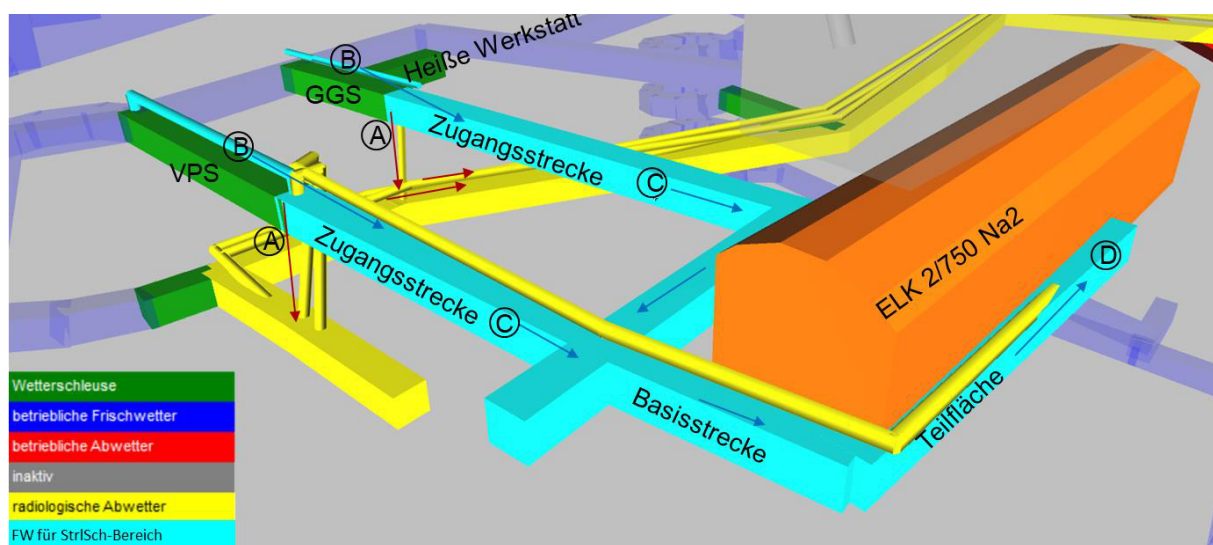 Heiße Werkstatt
B
GGS
A
Zugangsstrecke
C
B
VPS
A
Zugangsstrecke
C
ELK 2/750 Na2
D
Teilfläche
Basisstrecke
Wetterschleuse
betriebliche Frischwetter
betriebliche Abwetter
inaktiv
radiologische Abwetter
FW für StrlSch-Bereich